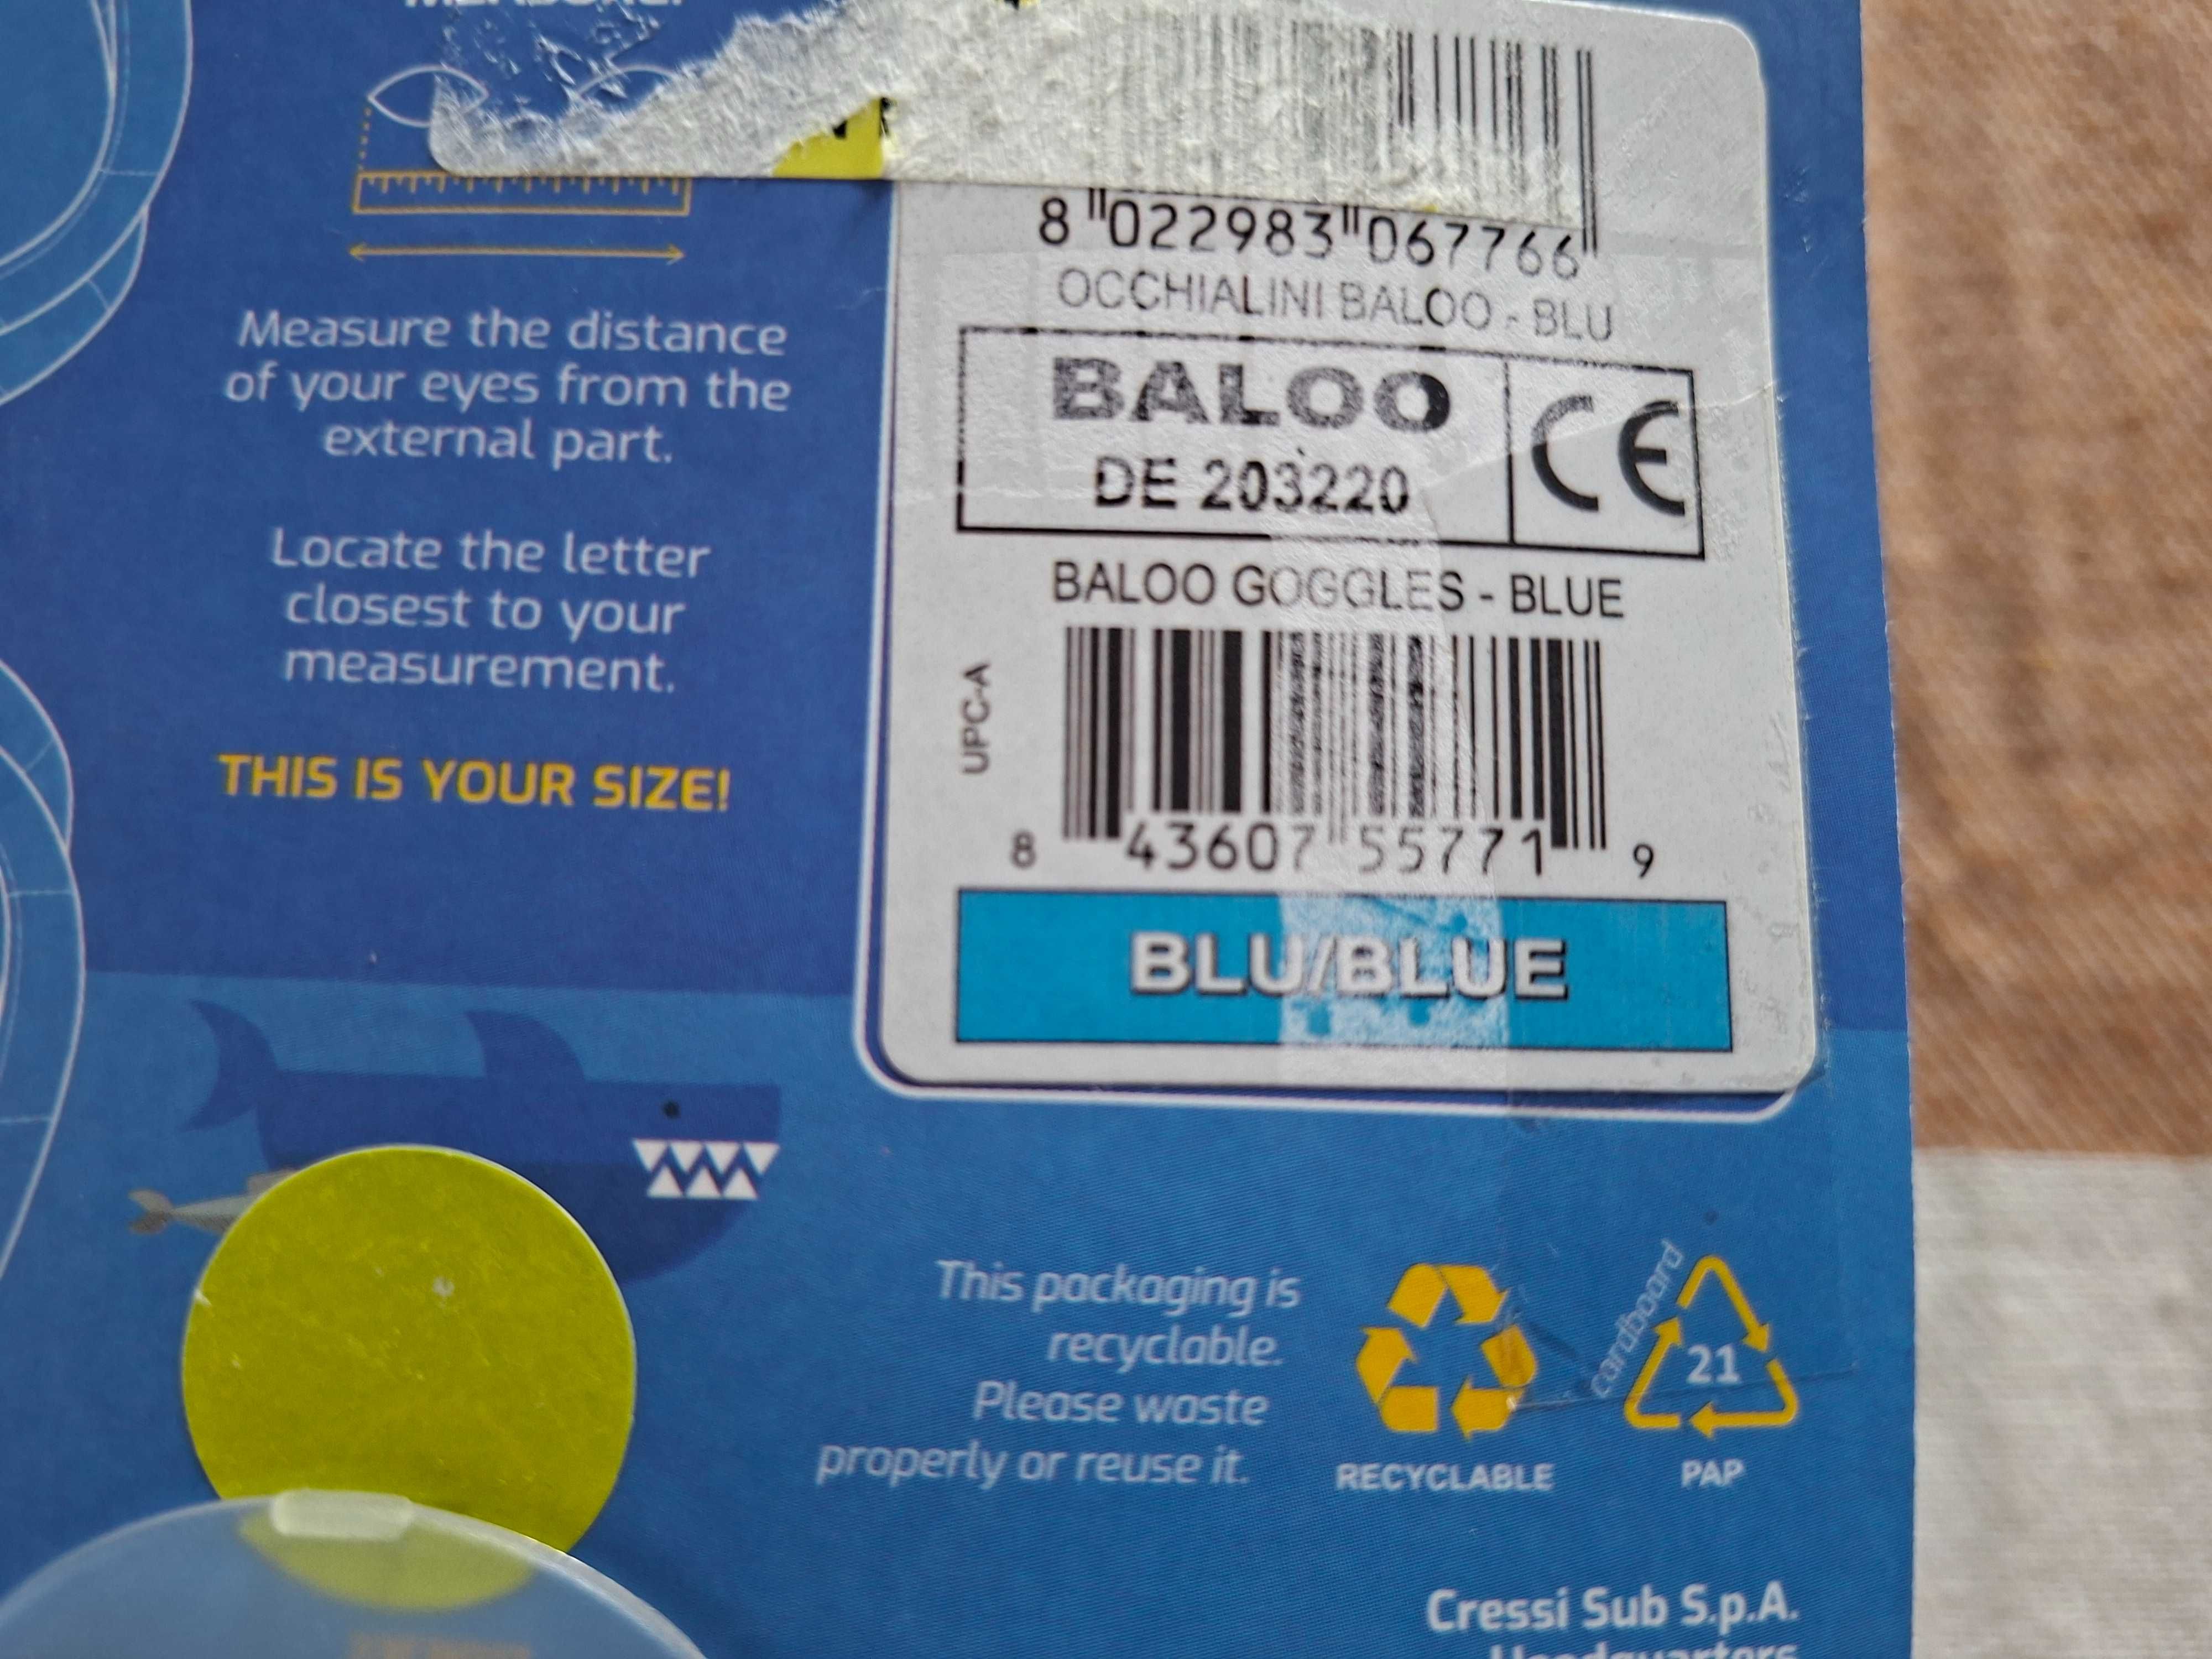 Measure the distance
of your eyes from the
external part.
Locate the letter
closest to your
measurement.
THIS IS YOUR SIZE!
8 022983 067766
OCCHIALINI BALOO - BLU
BALOO
DE 203220
CE
BALOO GOGGLES - BLUE
UPC-A
8 43607 55771 9
BLU/BLUE
This packaging is
recyclable.
Please waste
properly or reuse it.
RECYCLABLE
cardboard
21
PAP
Cressi Sub S.p.A.
Headquarters